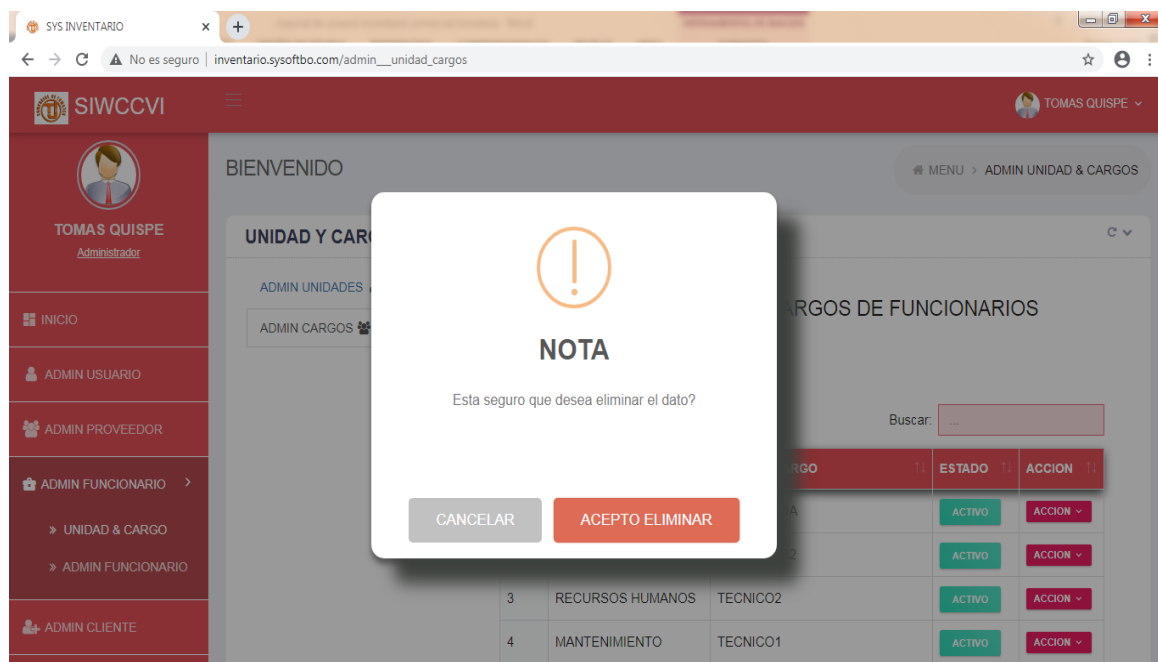 SYS INVENTARIO
No es seguro | inventario.sysoftbo.com/admin__unidad_cargos
SIWCCVI
TOMAS QUISPE
BIENVENIDO
MENU > ADMIN UNIDAD & CARGOS
TOMAS QUISPE
Administrador
INICIO
ADMIN USUARIO
ADMIN PROVEEDOR
ADMIN FUNCIONARIO >
» UNIDAD & CARGO
» ADMIN FUNCIONARIO
ADMIN CLIENTE
UNIDAD Y
ADMIN UNIDADES
ADMIN CARGOS
DE FUNCIONARIOS
Buscar: ...
ESTADO ACCION
ACTIVO ACCION
ACTIVO ACCION
3 RECURSOS HUMANOS TECNICO2 ACTIVO ACCION
4 MANTENIMIENTO TECNICO1 ACTIVO ACCION
NOTA
Esta seguro que desea eliminar el dato?
CANCELAR
ACEPTO ELIMINAR